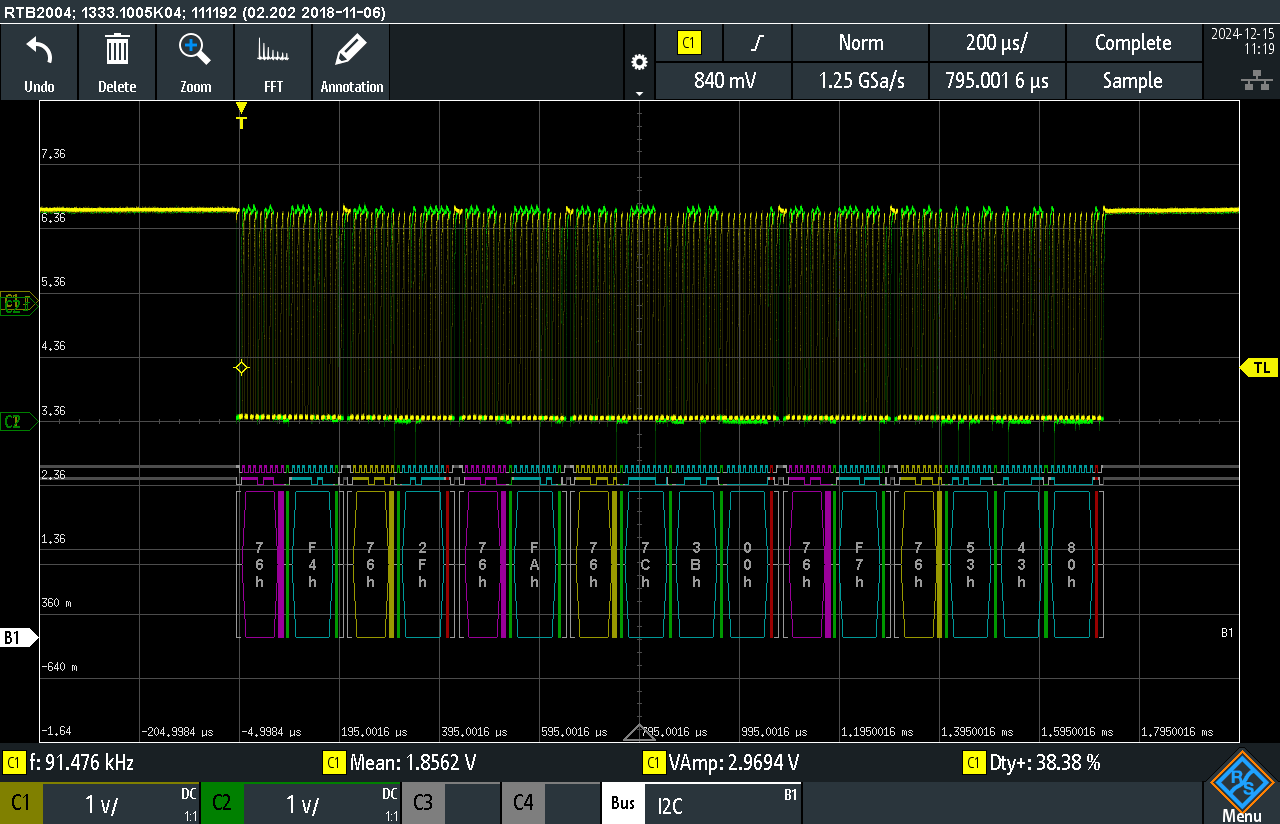 RTB2004; 1333.1005K04; 111192 (02.202 2018-11-06)
Undo
Delete
Zoom
FFT
Annotation
C1
Norm
200 µs/
Complete
2024-12-15
11:19
840 mV
1.25 GSa/s
795.001 6 µs
Sample
T
7.36
6.36
5.36
4.36
TL
3.36
2.36
1.36
76h
F4h
76h
2Fh
76h
FAh
76h
7Ch
3Bh
00h
76h
F7h
76h
53h
43h
80h
360 m
B1
B1
-640 m
-1.64
-204.9984 µs
-4.9984 µs
195.0016 µs
395.0016 µs
595.0016 µs
795.0016 µs
995.0016 µs
1.1950016 ms
1.3950016 ms
1.5950016 ms
1.7950016 ms
C1 f: 91.476 kHz
C1 Mean: 1.8562 V
C1 VAmp: 2.9694 V
C1 Dty+: 38.38 %
C1
1 V/
DC
1:1
C2
1 V/
DC
1:1
C3
C4
Bus
I2C
B1
R&S
Menu